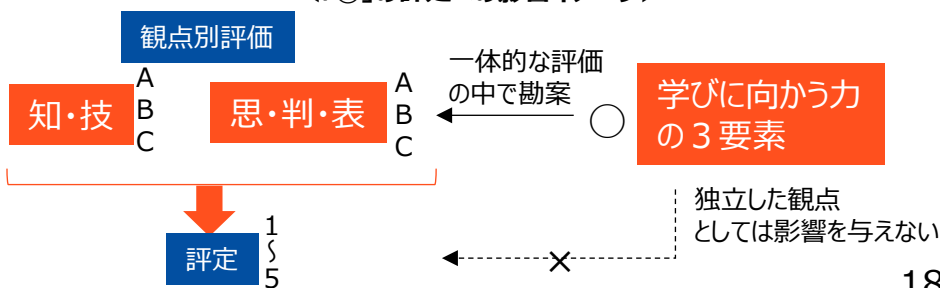 観点別評価
知・技
A
B
C
思・判・表
A
B
C
一体的な評価
の中で勘案
○
学びに向かう力
の３要素
独立した観点
としては影響を与えない
×
評定
1
〜
5
18